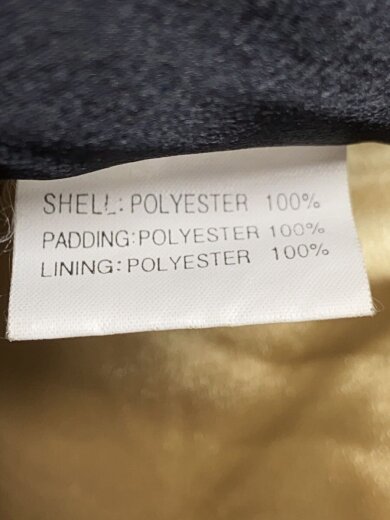 SHELL: POLYESTER 100%
PADDING: POLYESTER 100%
LINING: POLYESTER 100%